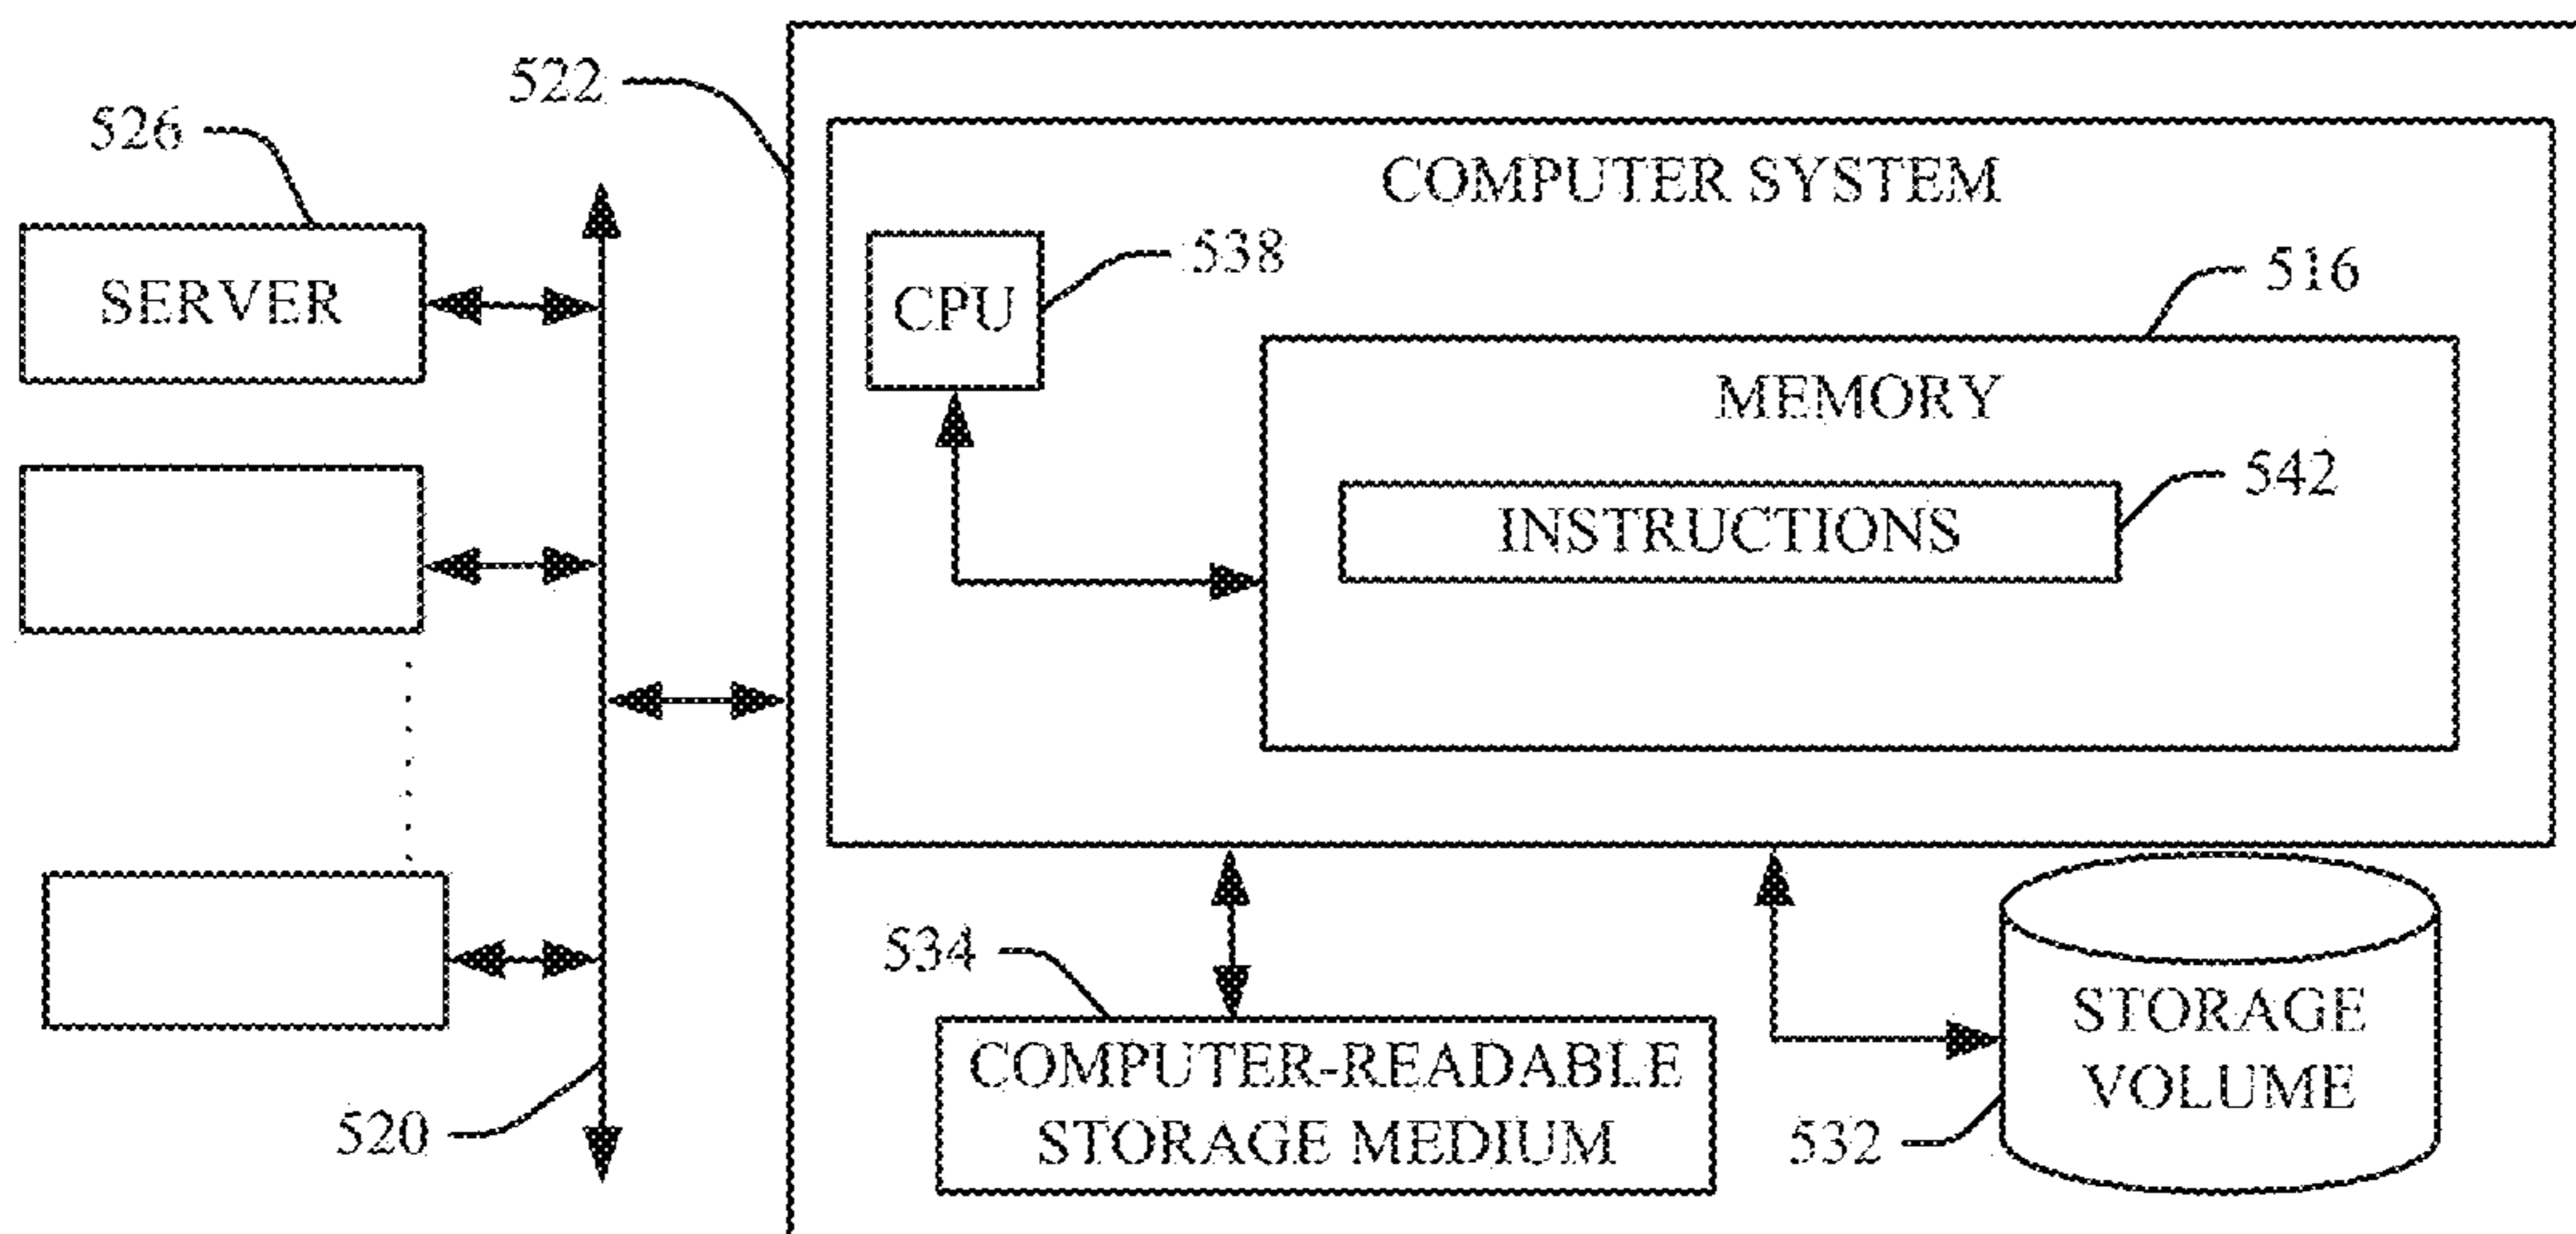 522
526
COMPUTER SYSTEM
538
516
SERVER
CPU
MEMORY
542
INSTRUCTIONS
534
STORAGE
VOLUME
COMPUTER-READABLE
STORAGE MEDIUM
520
532